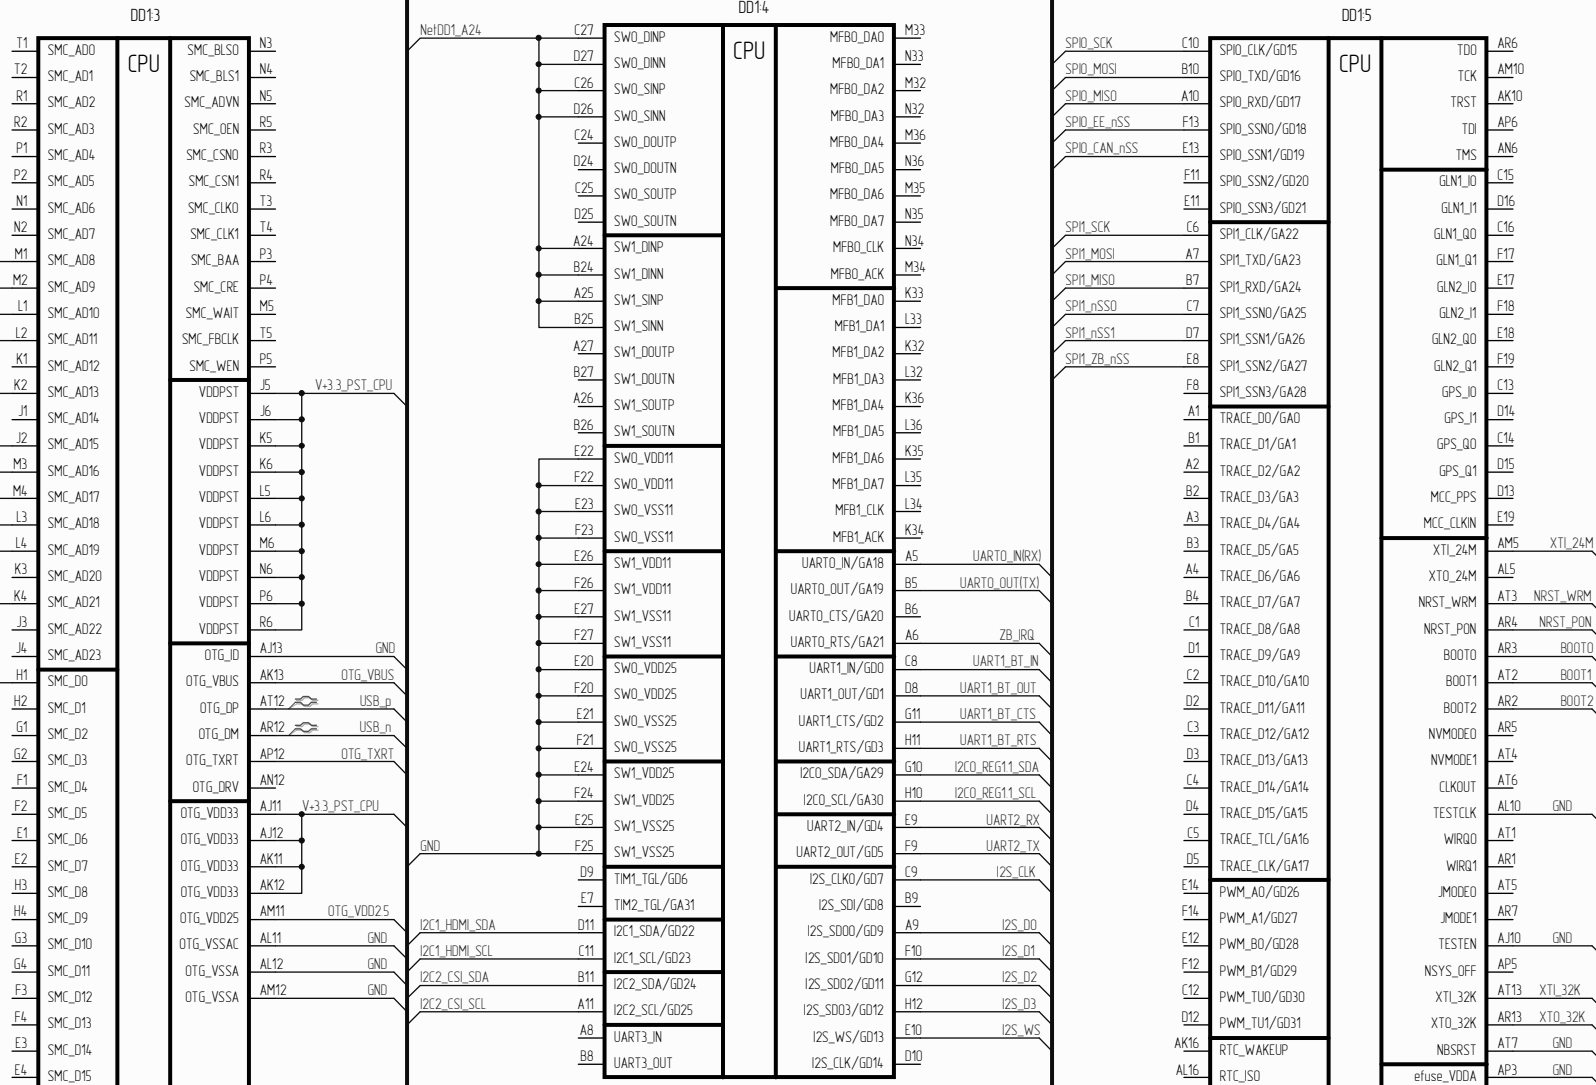 DD1:3
CPU
T1 SMC_AD0 SMC_BLS0 N3
T2 SMC_AD1 SMC_BLS1 N4
R1 SMC_AD2 SMC_ADVN N5
R2 SMC_AD3 SMC_OEN R5
P1 SMC_AD4 SMC_CSN0 R3
P2 SMC_AD5 SMC_CSN1 R4
N1 SMC_AD6 SMC_CLK0 T3
N2 SMC_AD7 SMC_CLK1 T4
M1 SMC_AD8 SMC_BAA P3
M2 SMC_AD9 SMC_CRE P4
L1 SMC_AD10 SMC_WAIT M5
L2 SMC_AD11 SMC_FBCLK T5
K1 SMC_AD12 SMC_WEN P5
K2 SMC_AD13 VDDPST J5 V+3.3_PST_CPU
J1 SMC_AD14 VDDPST J6
J2 SMC_AD15 VDDPST K5
M3 SMC_AD16 VDDPST K6
M4 SMC_AD17 VDDPST L5
L3 SMC_AD18 VDDPST L6
L4 SMC_AD19 VDDPST M6
K3 SMC_AD20 VDDPST N6
K4 SMC_AD21 VDDPST P6
J3 SMC_AD22 VDDPST R6
J4 SMC_AD23 OTG_ID AJ13 GND
H1 SMC_D0 OTG_VBUS AK13 OTG_VBUS
H2 SMC_D1 OTG_DP AT12 USB_p
G1 SMC_D2 OTG_DM AR12 USB_n
G2 SMC_D3 OTG_TXRT AP12 OTG_TXRT
F1 SMC_D4 OTG_DRV AN12
F2 SMC_D5 OTG_VDD33 AJ11 V+3.3_PST_CPU
E1 SMC_D6 OTG_VDD33 AJ12
E2 SMC_D7 OTG_VDD33 AK11
H3 SMC_D8 OTG_VDD33 AK12
H4 SMC_D9 OTG_VDD25 AM11 OTG_VDD2.5
G3 SMC_D10 OTG_VSSAC AL11 GND
G4 SMC_D11 OTG_VSSA AL12 GND
F3 SMC_D12 OTG_VSSA AM12 GND
F4 SMC_D13
E3 SMC_D14
E4 SMC_D15
DD1:4
CPU
NetDD1_A24 C27 SW0_DINP MFB0_DA0 M33
D27 SW0_DINN MFB0_DA1 N33
C26 SW0_SINP MFB0_DA2 M32
D26 SW0_SINN MFB0_DA3 N32
C24 SW0_DOUTP MFB0_DA4 M36
D24 SW0_DOUTN MFB0_DA5 N36
C25 SW0_SOUTP MFB0_DA6 M35
D25 SW0_SOUTN MFB0_DA7 N35
A24 SW1_DINP MFB0_CLK N34
B24 SW1_DINN MFB0_ACK M34
A25 SW1_SINP MFB1_DA0 K33
B25 SW1_SINN MFB1_DA1 L33
A27 SW1_DOUTP MFB1_DA2 K32
B27 SW1_DOUTN MFB1_DA3 L32
A26 SW1_SOUTP MFB1_DA4 K36
B26 SW1_SOUTN MFB1_DA5 L36
E22 SW0_VDD11 MFB1_DA6 K35
F22 SW0_VDD11 MFB1_DA7 L35
E23 SW0_VSS11 MFB1_CLK L34
F23 SW0_VSS11 MFB1_ACK K34
E26 SW1_VDD11 UART0_IN/GA18 A5 UART0_IN(RX)
F26 SW1_VDD11 UART0_OUT/GA19 B5 UART0_OUT(TX)
E27 SW1_VSS11 UART0_CTS/GA20 B6
F27 SW1_VSS11 UART0_RTS/GA21 A6 ZB_IRQ
E20 SW0_VDD25 UART1_IN/GD0 C8 UART1_BT_IN
F20 SW0_VDD25 UART1_OUT/GD1 D8 UART1_BT_OUT
E21 SW0_VSS25 UART1_CTS/GD2 G11 UART1_BT_CTS
F21 SW0_VSS25 UART1_RTS/GD3 H11 UART1_BT_RTS
E24 SW1_VDD25 I2C0_SDA/GA29 G10 I2C0_REG1.1_SDA
F24 SW1_VDD25 I2C0_SCL/GA30 H10 I2C0_REG1.1_SCL
E25 SW1_VSS25 UART2_IN/GD4 E9 UART2_RX
GND F25 SW1_VSS25 UART2_OUT/GD5 F9 UART2_TX
D9 TIM1_TGL/GD6 I2S_CLK0/GD7 C9 I2S_CLK
E7 TIM2_TGL/GA31 I2S_SDI/GD8 B9
I2C1_HDMI_SDA D11 I2C1_SDA/GD22 I2S_SDO0/GD9 A9 I2S_D0
I2C1_HDMI_SCL C11 I2C1_SCL/GD23 I2S_SDO1/GD10 F10 I2S_D1
I2C2_CSI_SDA B11 I2C2_SDA/GD24 I2S_SDO2/GD11 G12 I2S_D2
I2C2_CSI_SCL A11 I2C2_SCL/GD25 I2S_SDO3/GD12 H12 I2S_D3
A8 UART3_IN I2S_WS/GD13 E10 I2S_WS
B8 UART3_OUT I2S_CLK/GD14 D10
DD1:5
CPU
SPI0_SCK C10 SPI0_CLK/GD15 TDO AR6
SPI0_MOSI B10 SPI0_TXD/GD16 TCK AM10
SPI0_MISO A10 SPI0_RXD/GD17 TRST AK10
SPI0_EE_nSS F13 SPI0_SSN0/GD18 TDI AP6
SPI0_CAN_nSS E13 SPI0_SSN1/GD19 TMS AN6
F11 SPI0_SSN2/GD20 GLN1_I0 C15
E11 SPI0_SSN3/GD21 GLN1_I1 D16
SPI1_SCK C6 SPI1_CLK/GA22 GLN1_Q0 C16
SPI1_MOSI A7 SPI1_TXD/GA23 GLN1_Q1 F17
SPI1_MISO B7 SPI1_RXD/GA24 GLN2_I0 E17
SPI1_nSS0 C7 SPI1_SSN0/GA25 GLN2_I1 F18
SPI1_nSS1 D7 SPI1_SSN1/GA26 GLN2_Q0 E18
SPI1_ZB_nSS E8 SPI1_SSN2/GA27 GLN2_Q1 F19
F8 SPI1_SSN3/GA28 GPS_I0 C13
A1 TRACE_D0/GA0 GPS_I1 D14
B1 TRACE_D1/GA1 GPS_Q0 C14
A2 TRACE_D2/GA2 GPS_Q1 D15
B2 TRACE_D3/GA3 MCC_PPS D13
A3 TRACE_D4/GA4 MCC_CLKIN E19
B3 TRACE_D5/GA5 XTI_24M AM5 XTI_24M
A4 TRACE_D6/GA6 XTO_24M AL5
B4 TRACE_D7/GA7 NRST_WRM AT3 NRST_WRM
C1 TRACE_D8/GA8 NRST_PON AR4 NRST_PON
D1 TRACE_D9/GA9 BOOT0 AR3 BOOT0
C2 TRACE_D10/GA10 BOOT1 AT2 BOOT1
D2 TRACE_D11/GA11 BOOT2 AR2 BOOT2
C3 TRACE_D12/GA12 NVMODE0 AR5
D3 TRACE_D13/GA13 NVMODE1 AT4
C4 TRACE_D14/GA14 CLKOUT AT6
D4 TRACE_D15/GA15 TESTCLK AL10 GND
C5 TRACE_TCL/GA16 WIRQ0 AT1
D5 TRACE_CLK/GA17 WIRQ1 AR1
E14 PWM_A0/GD26 JMODE0 AT5
F14 PWM_A1/GD27 JMODE1 AR7
E12 PWM_B0/GD28 TESTEN AJ10 GND
F12 PWM_B1/GD29 NSYS_OFF AP5
C12 PWM_TU0/GD30 XTI_32K AT13 XTI_32K
D12 PWM_TU1/GD31 XTO_32K AR13 XTO_32K
AK16 RTC_WAKEUP NBSRST AT7 GND
AL16 RTC_ISO efuse_VDDA AP3 GND